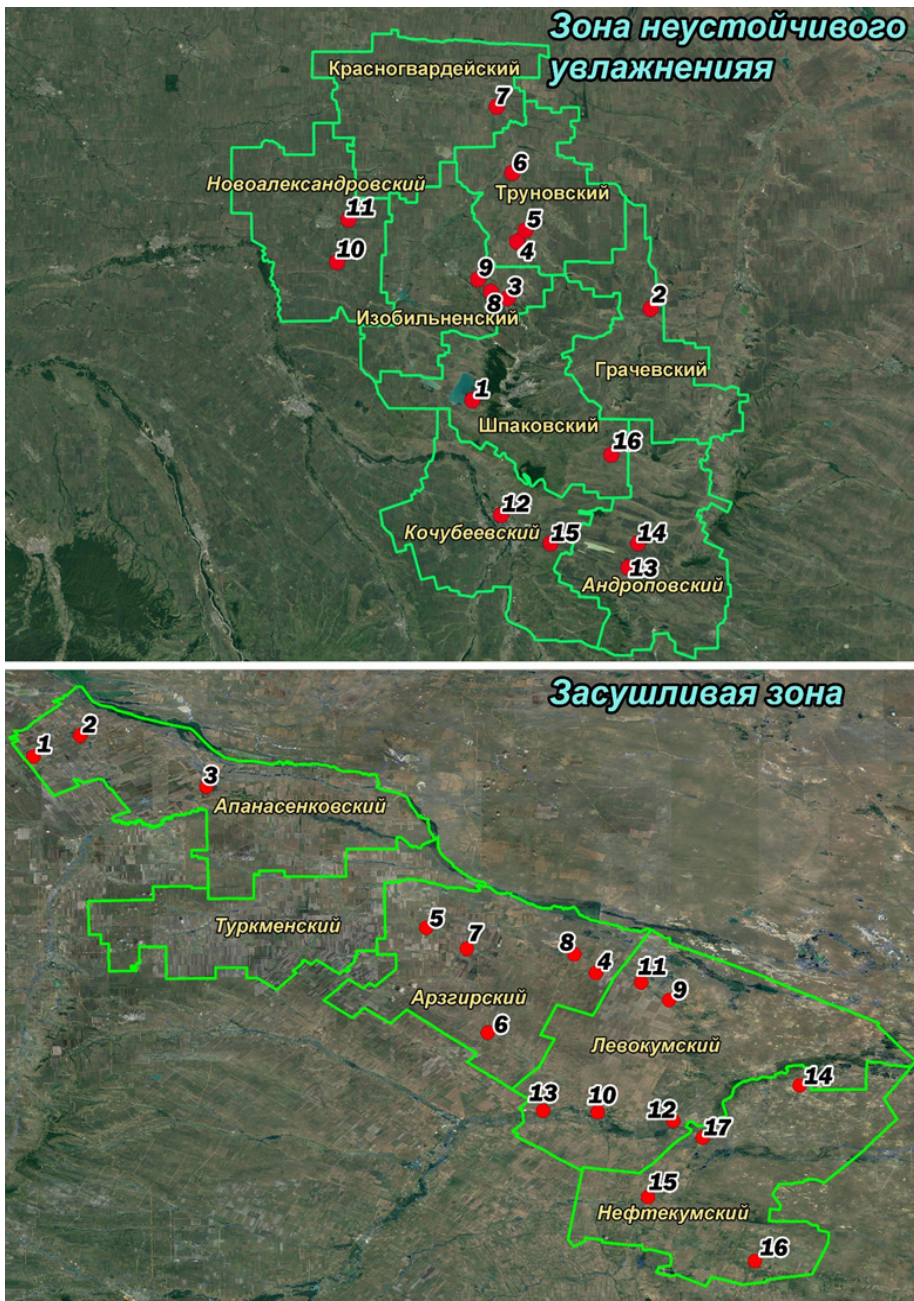 Зона неустойчивого
увлажненияя
Красногвардейский
7
6
Новоалександровский
Труновский
11
5
4
10
9
3
8
2
Изобильненский
Грачевский
1
Шпаковский
16
12
Кочубеевский
15
14
13
Андроповский
Засушливая зона
2
1
3
Апанасенковский
5
Туркменский
7
8
4
11
9
Арзгирский
6
Левокумский
14
13
10
12
17
15
Нефтекумский
16